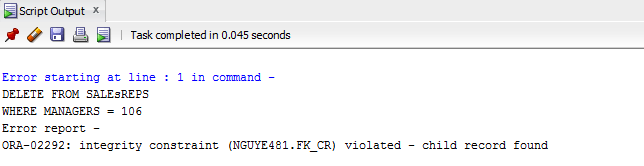 Script Output
Task completed in 0.045 seconds
Error starting at line : 1 in command -
DELETE FROM SALEsREPS
WHERE MANAGERS = 106
Error report -
ORA-02292: integrity constraint (NGUYE481.FK_CR) violated - child record found